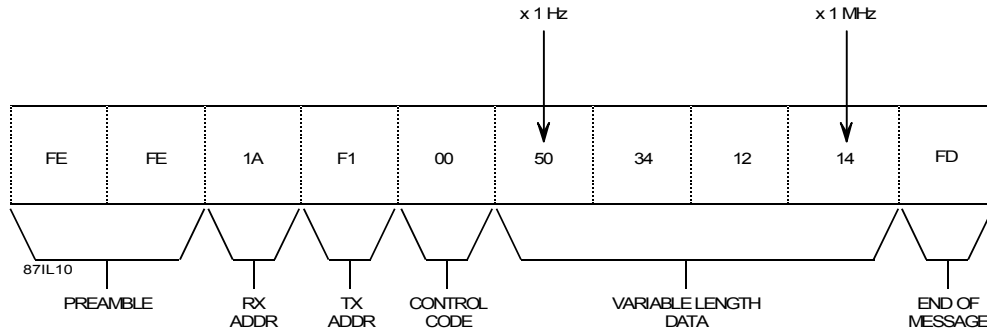 x 1 Hz x 1 MHz
FE FE 1A F1 00 50 34 12 14 FD
87IL10
PREAMBLE RX ADDR TX ADDR CONTROL CODE VARIABLE LENGTH DATA END OF MESSAGE